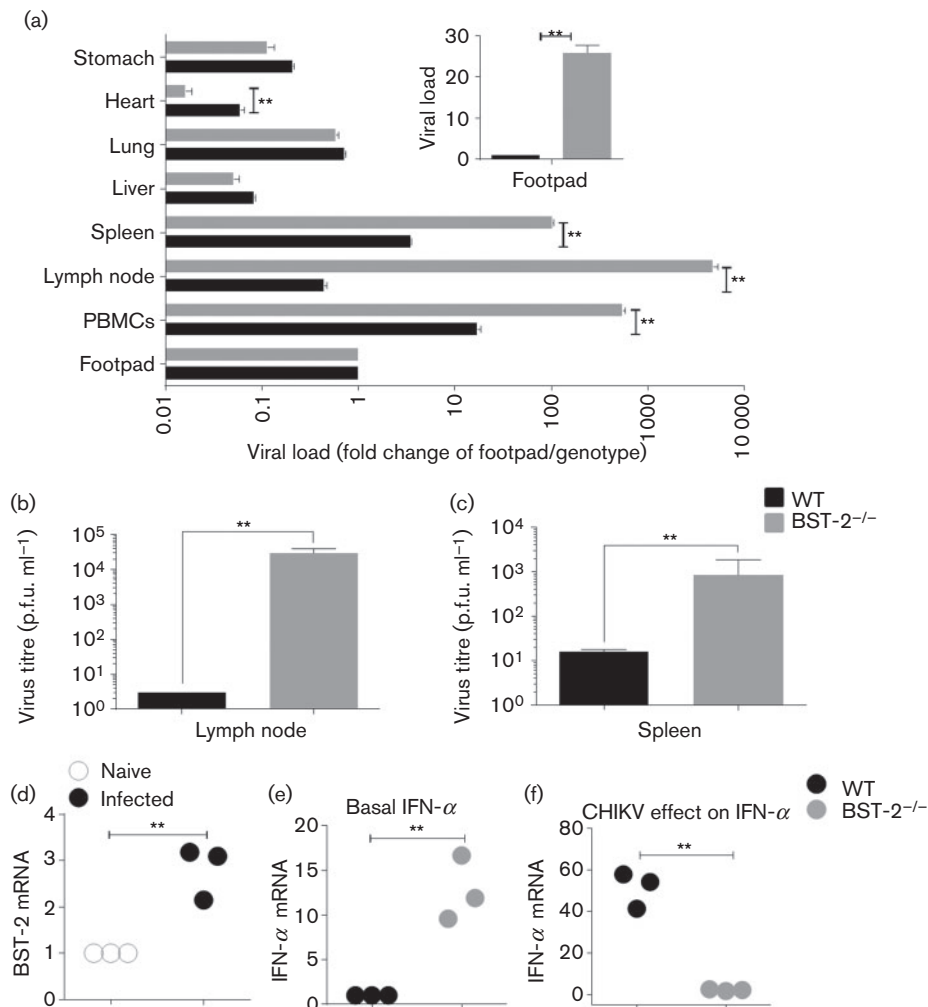 (a)
Stomach
Heart
Lung
Liver
Spleen
Lymph node
PBMCs
Footpad
**
**
**
**
0.01
0.1
1
10
100
1000
10 000
Viral load (fold change of footpad/genotype)
30
20
10
0
Viral load
**
Footpad
(b)
Virus titre (p.f.u. ml⁻¹)
10⁵
10⁴
10³
10²
10¹
10⁰
**
Lymph node
(c)
Virus titre (p.f.u. ml⁻¹)
10⁴
10³
10²
10¹
10⁰
**
Spleen
WT
BST-2⁻/⁻
(d)
Naive
Infected
BST-2 mRNA
4
3
2
1
0
**
(e)
Basal IFN-α
IFN-α mRNA
20
15
10
5
0
**
(f)
CHIKV effect on IFN-α
IFN-α mRNA
80
60
40
20
0
**
WT
BST-2⁻/⁻